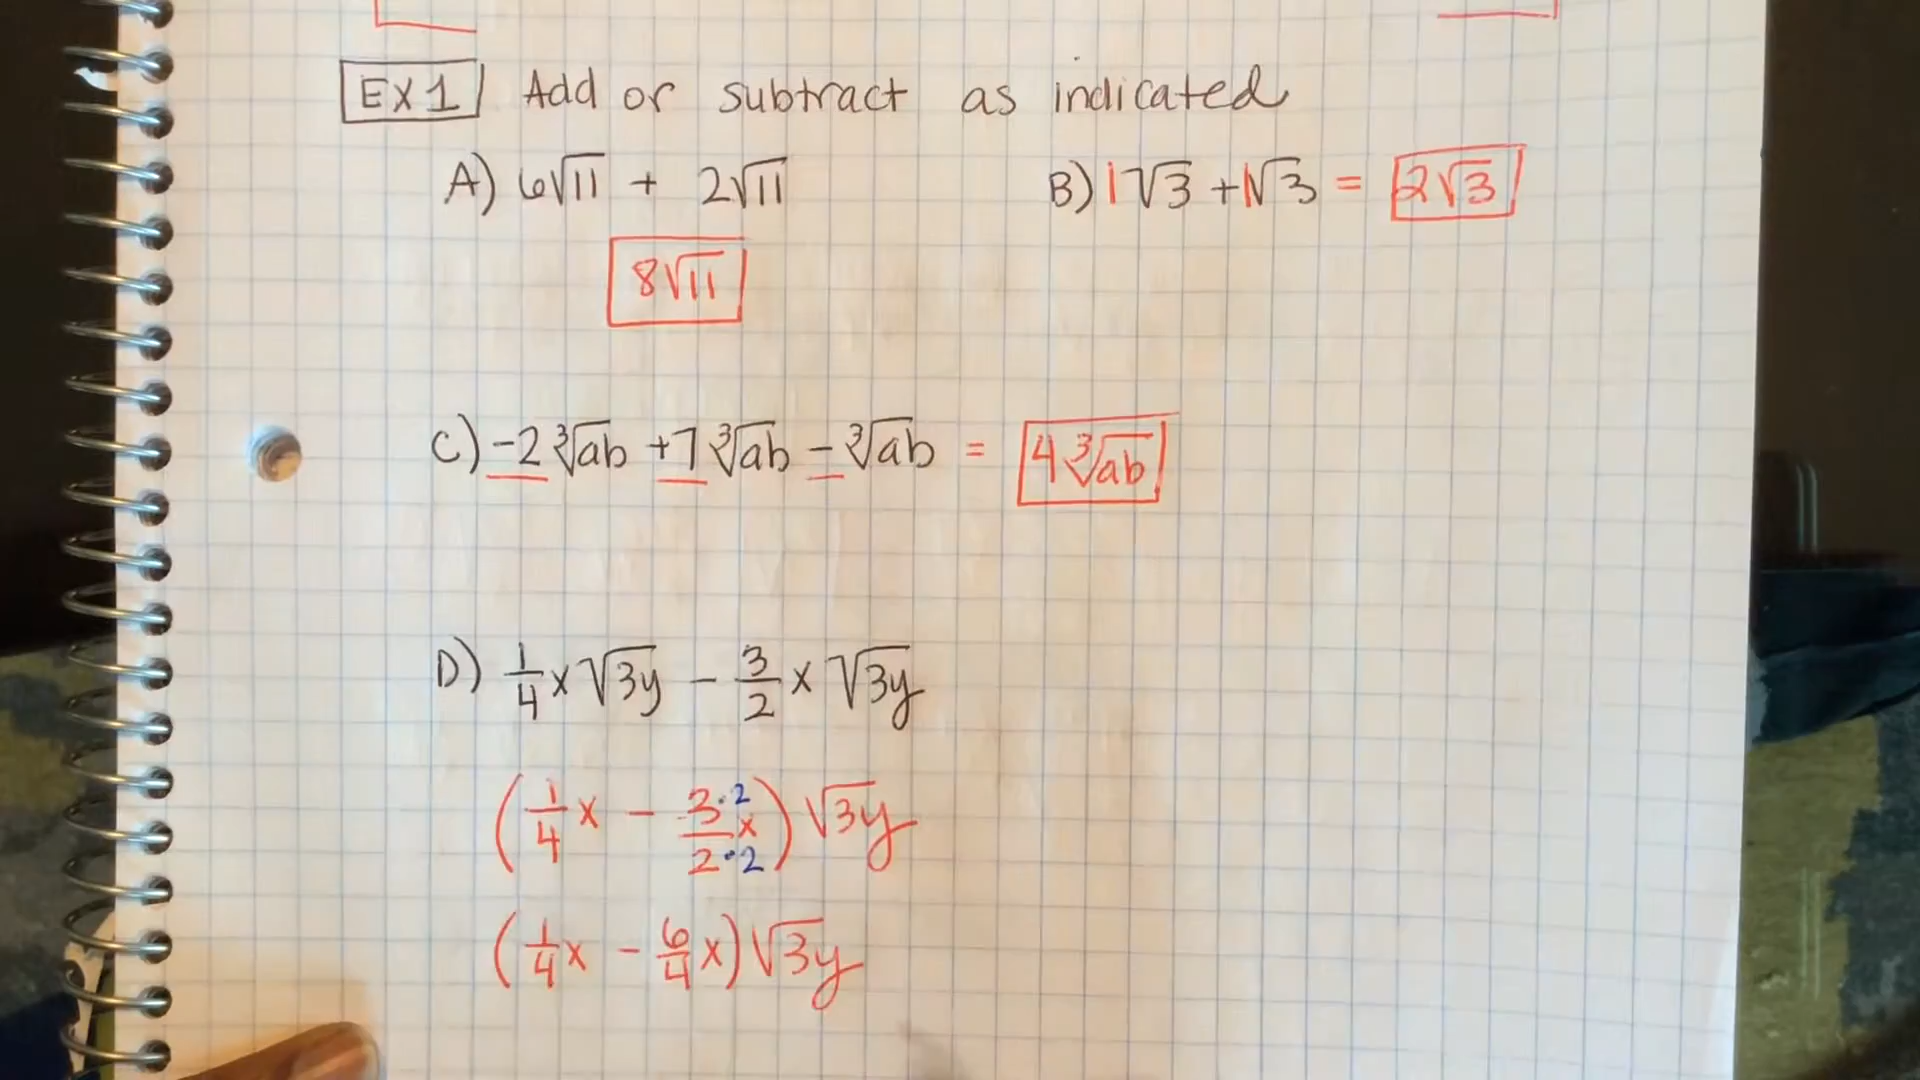 EX 1 Add or subtract as indicated
A) 6√11 + 2√11
B) 1√3 + 1√3 = 2√3
8√11
C) -2∛ab +7∛ab - ∛ab = 4∛ab
D) 1/4 x √3y - 3/2 x √3y
(1/4 x - 3·2/2·2 x) √3y
(1/4 x - 6/4 x) √3y